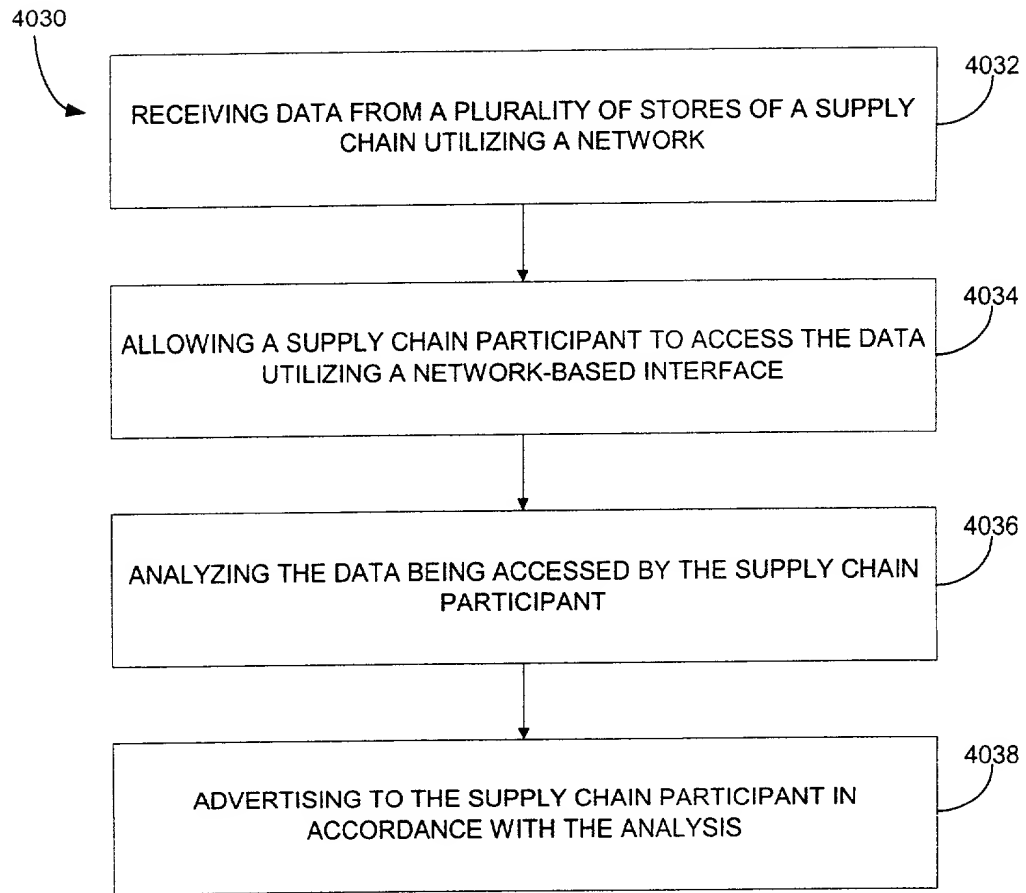 4030
4032
RECEIVING DATA FROM A PLURALITY OF STORES OF A SUPPLY
CHAIN UTILIZING A NETWORK
4034
ALLOWING A SUPPLY CHAIN PARTICIPANT TO ACCESS THE DATA
UTILIZING A NETWORK-BASED INTERFACE
4036
ANALYZING THE DATA BEING ACCESSED BY THE SUPPLY CHAIN
PARTICIPANT
4038
ADVERTISING TO THE SUPPLY CHAIN PARTICIPANT IN
ACCORDANCE WITH THE ANALYSIS